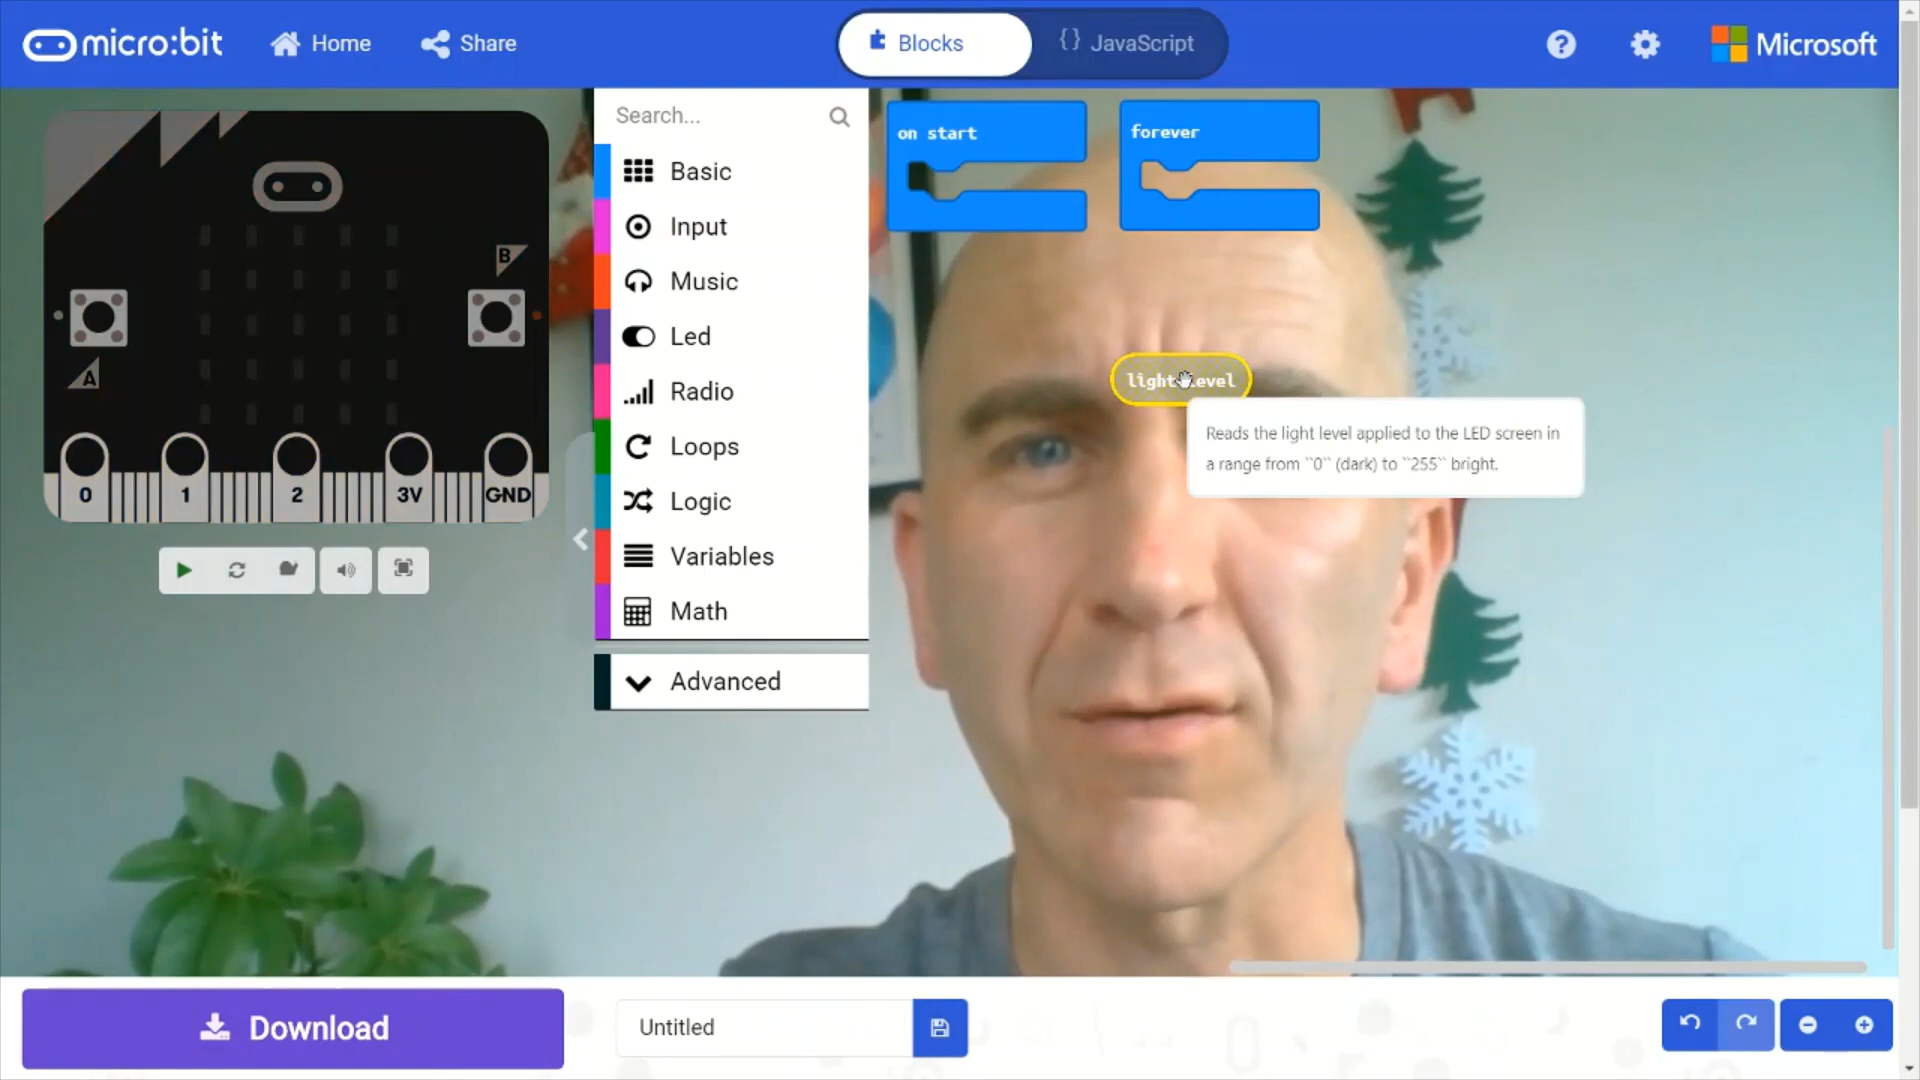 micro:bit
Home
Share
Blocks
{} JavaScript
?
Microsoft
Search...
Basic
Input
Music
Led
Radio
Loops
Logic
Variables
Math
Advanced
on start
forever
light level
Reads the light level applied to the LED screen in
a range from ``0`` (dark) to ``255`` bright.
B
A
0
1
2
3V
GND
Download
Untitled